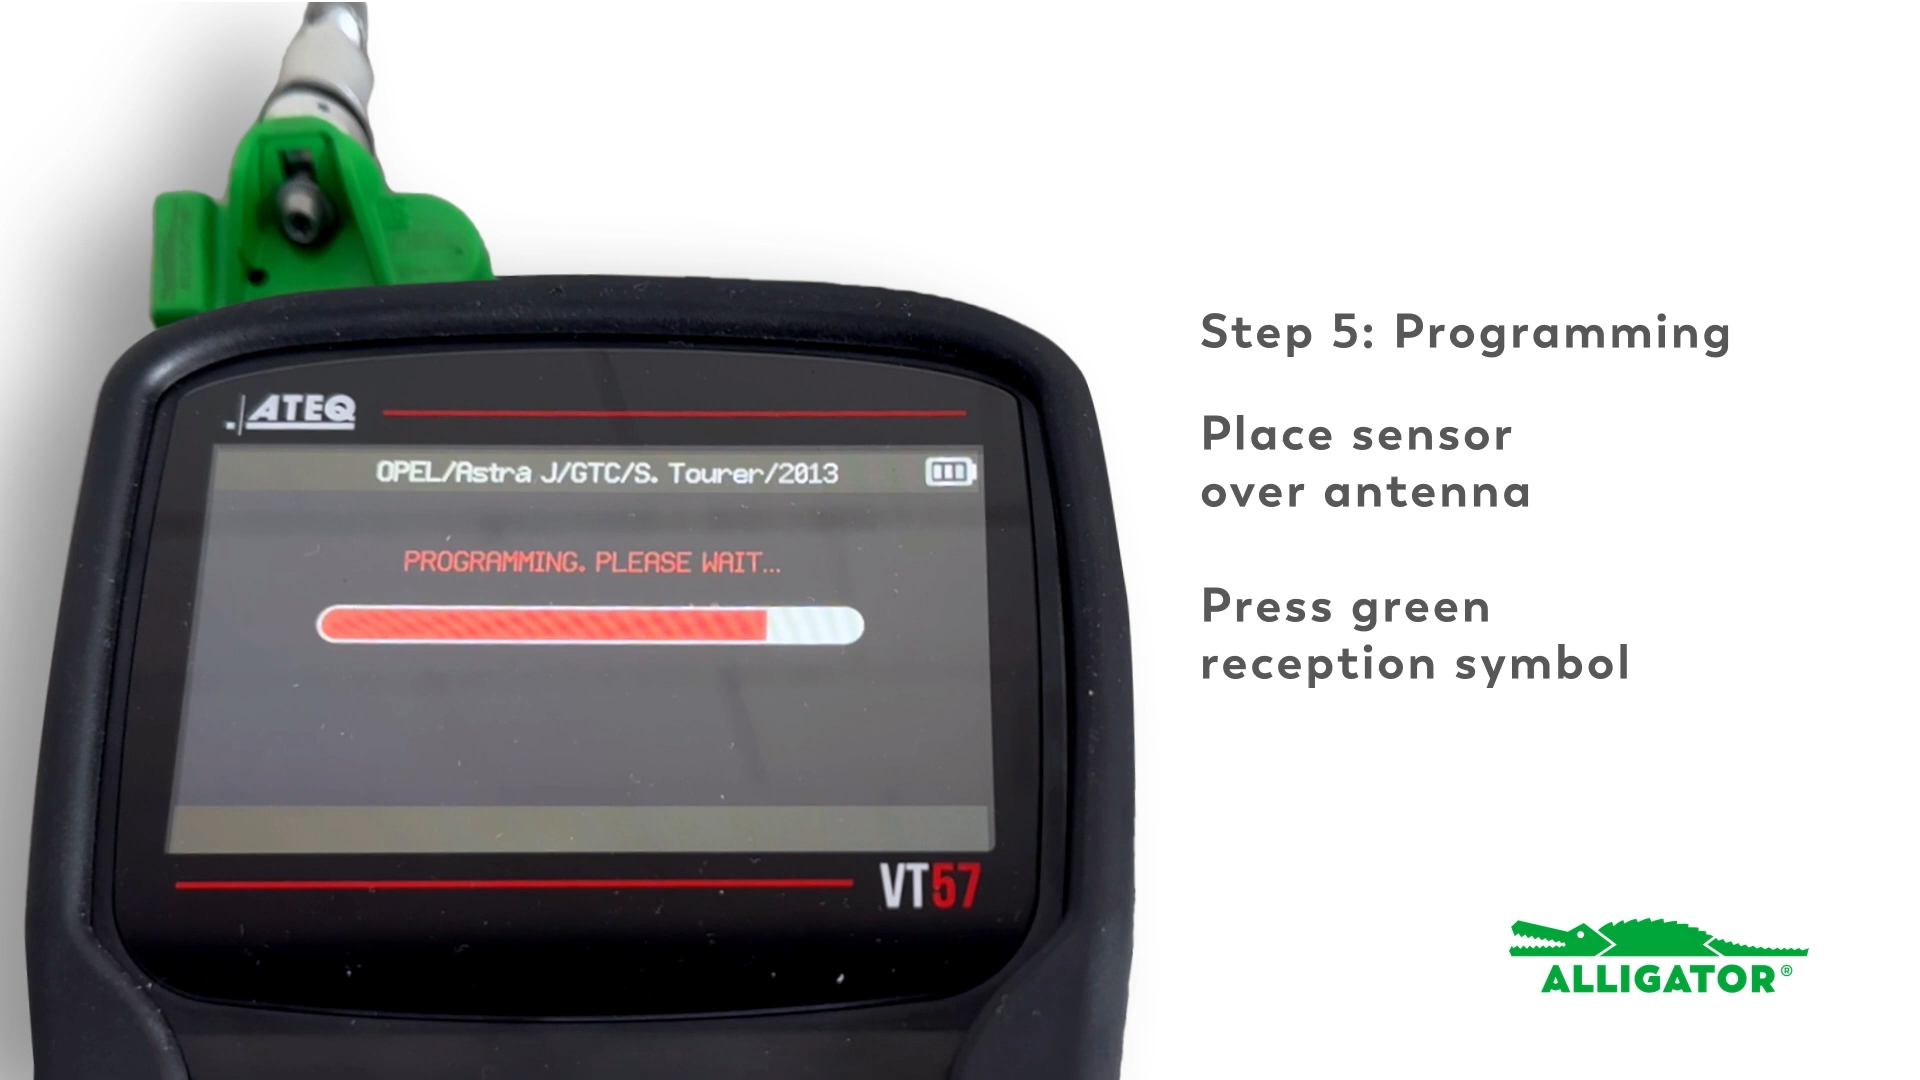 ATEQ
OPEL/Astra J/GTC/S. Tourer/2013
PROGRAMMING. PLEASE WAIT...
VT57
Step 5: Programming
Place sensor
over antenna
Press green
reception symbol
ALLIGATOR®